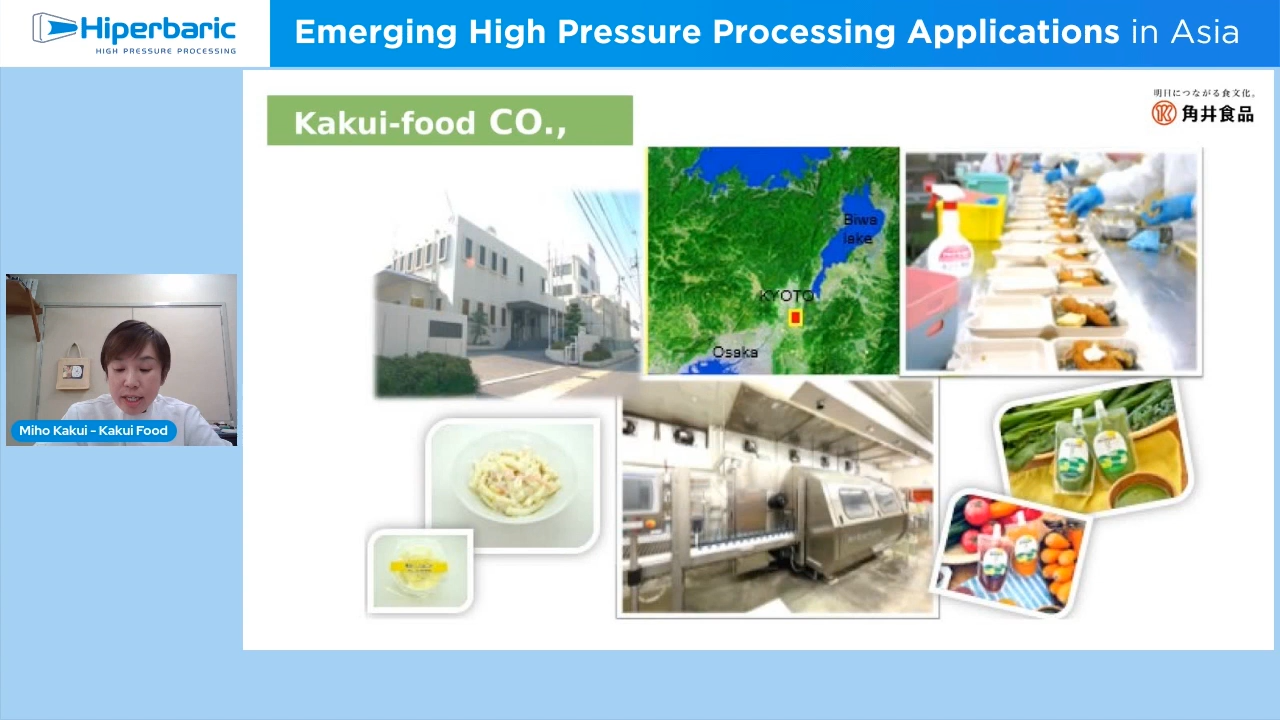 Hiperbaric
HIGH PRESSURE PROCESSING
Emerging High Pressure Processing Applications in Asia
Kakui-food CO.,
明日につながる食文化。
角井食品
Biwa
lake
KYOTO
Osaka
Miho Kakui - Kakui Food